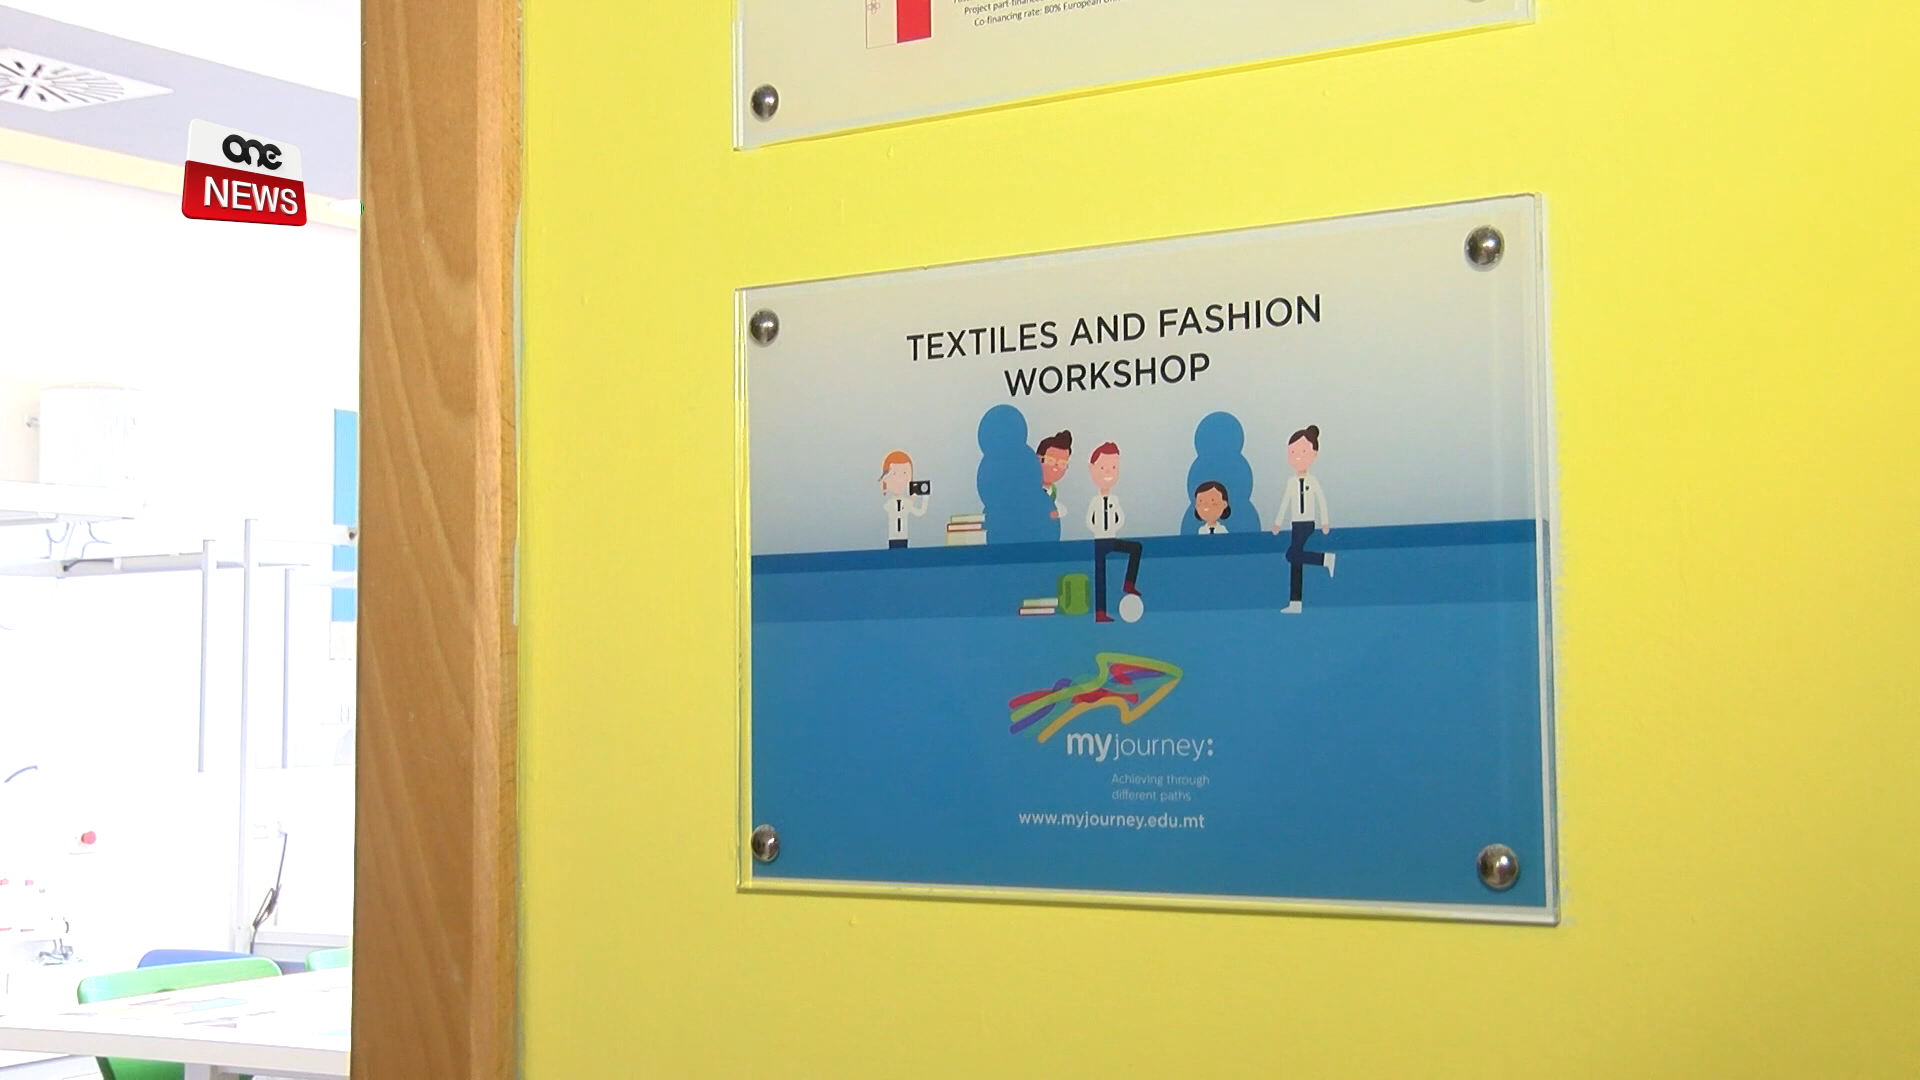 Project part-financed
Co-financing rate: 80% European
one
NEWS
TEXTILES AND FASHION
WORKSHOP
myjourney:
Achieving through
different paths
www.myjourney.edu.mt